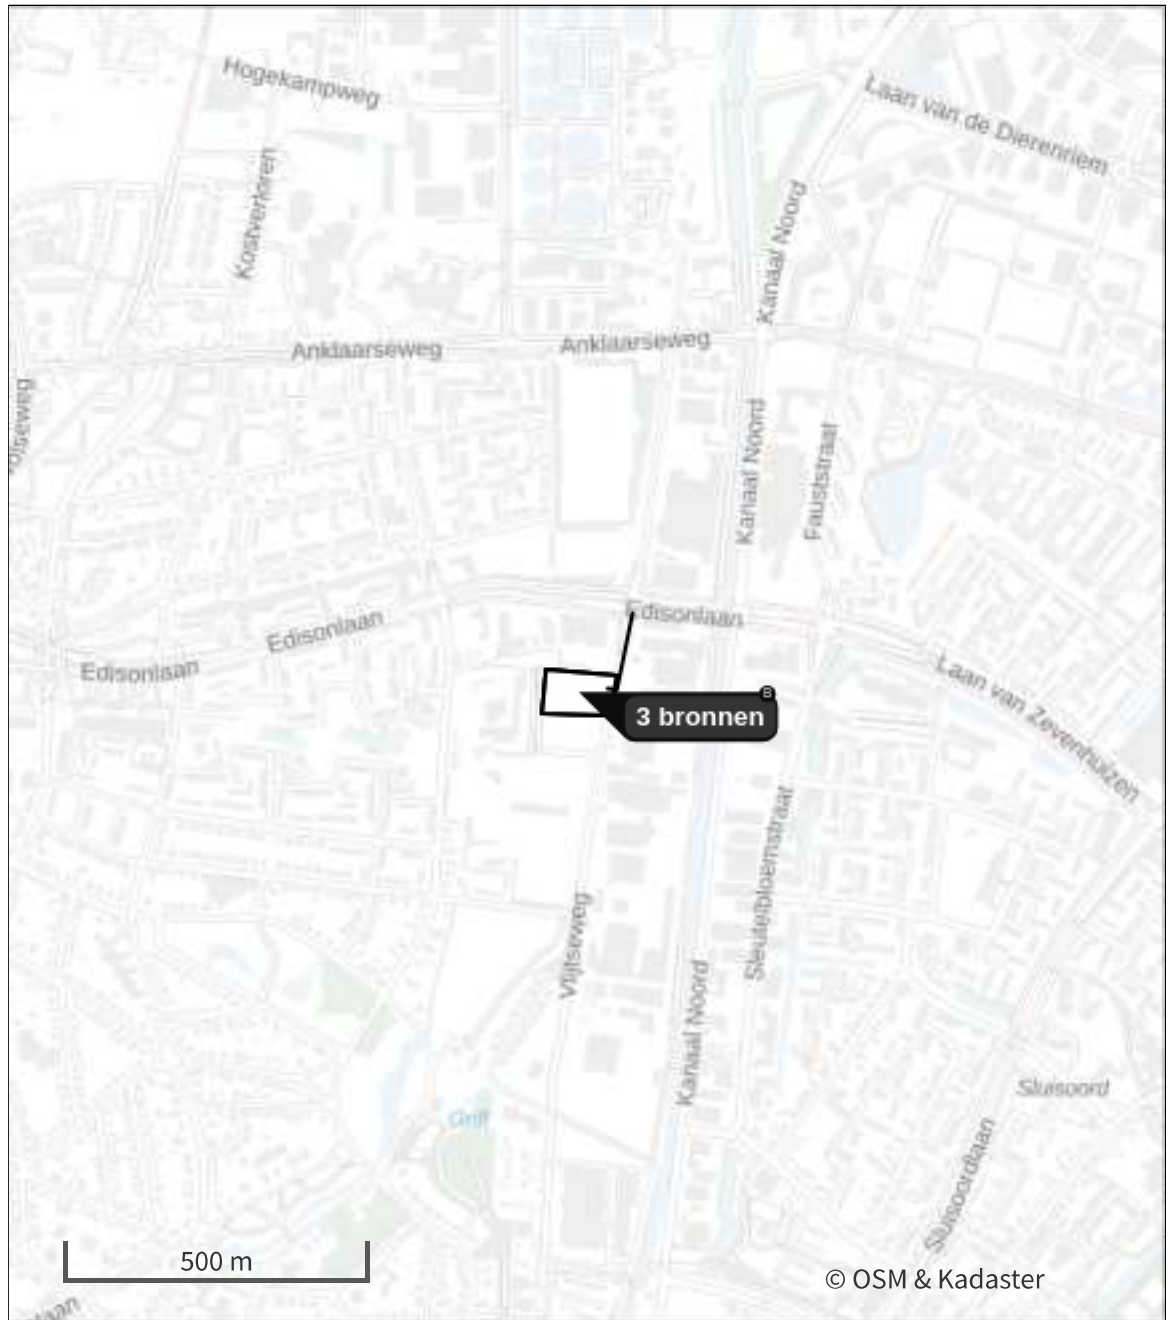 Hogekampweg
Laan van de Dierenriem
Kostverloren
Kanaal Noord
Anklaarseweg
Anklaarseweg
Kanaal Noord
Fauststraat
Edisonlaan
Edisonlaan
Edisonlaan
Laan van Zevenhuizen
B
3 bronnen
Sleutelbloemstraat
Vlijtseweg
Kanaal Noord
Sluisoord
Grift
Sluisoordlaan
500 m
© OSM & Kadaster
laan